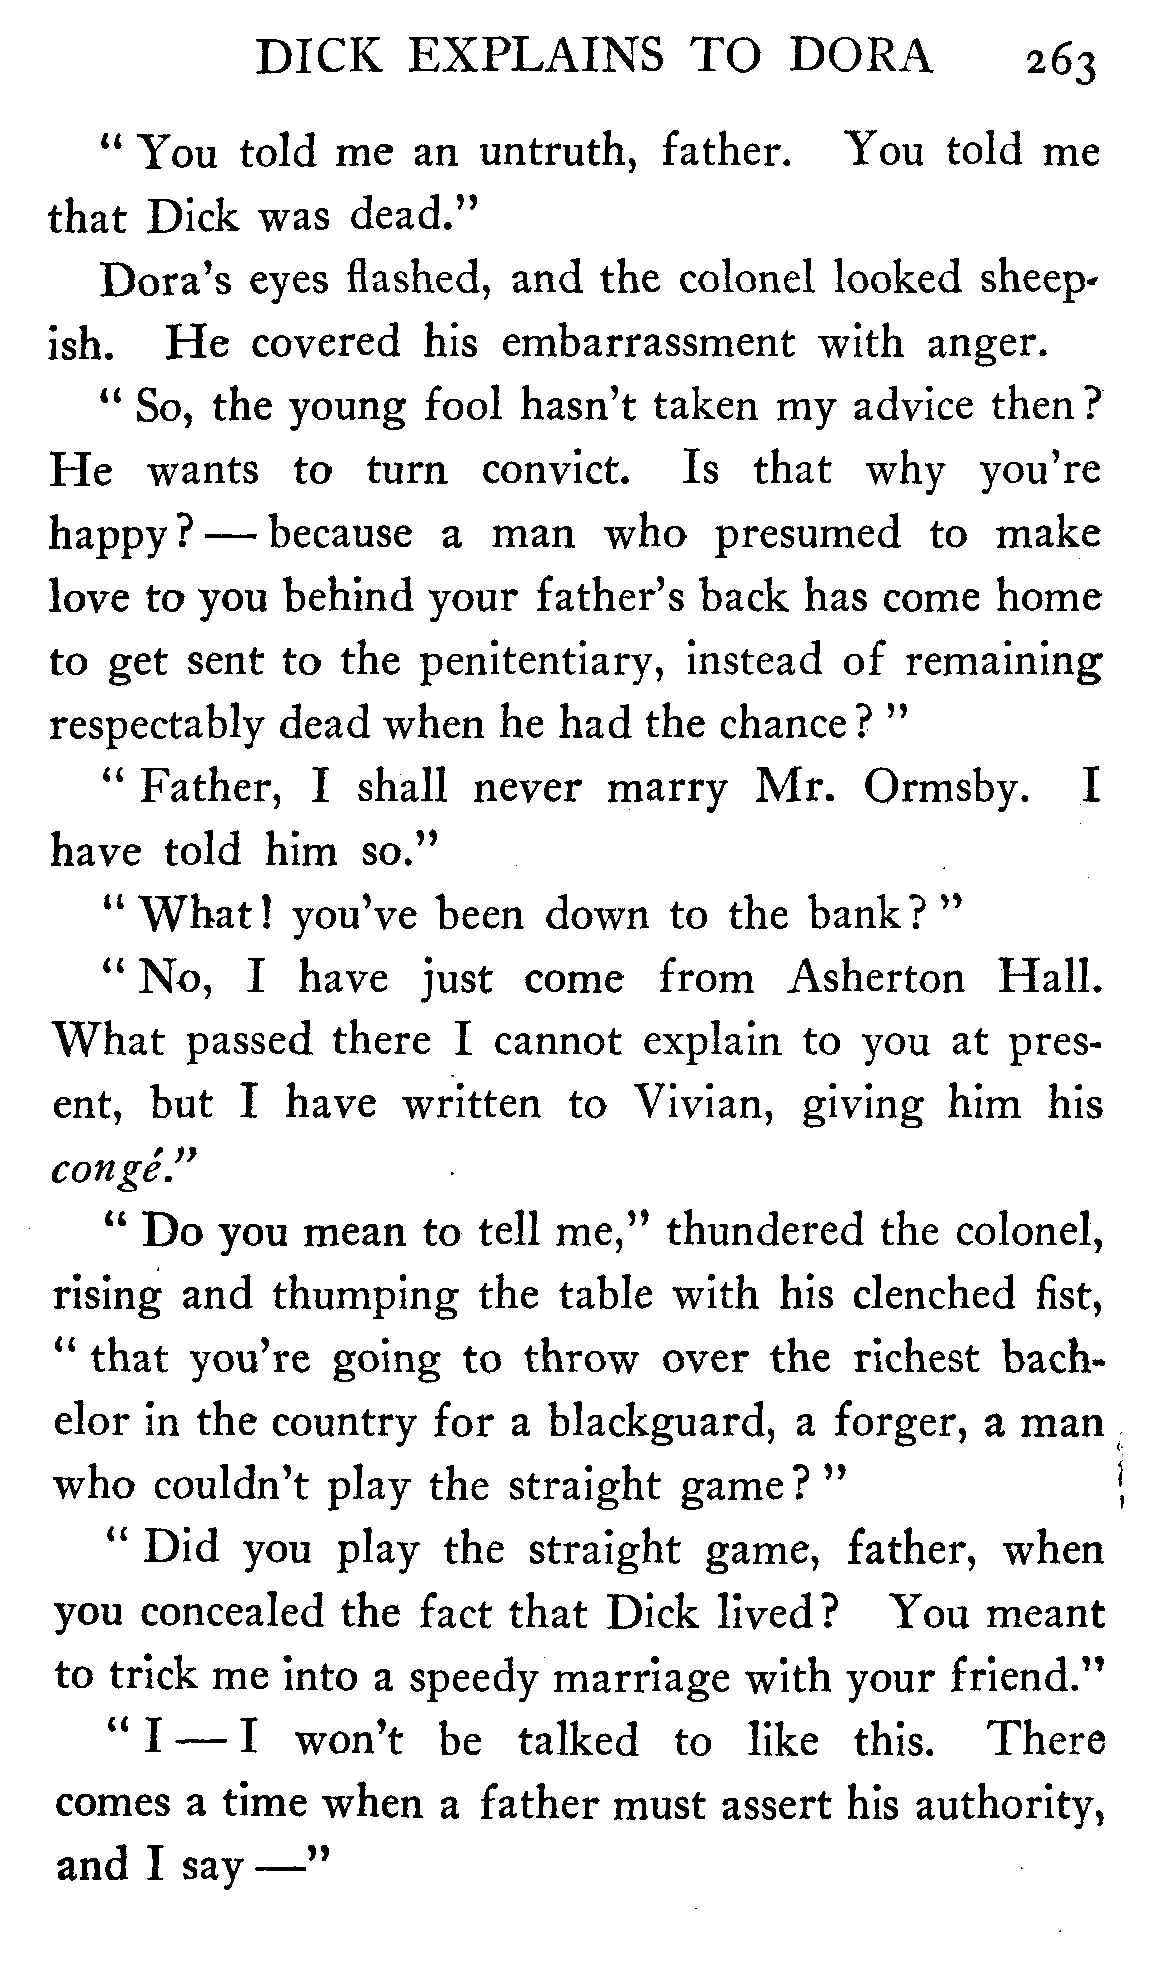 DICK EXPLAINS TO DORA 263
“ You told me an untruth, father. You told me
that Dick was dead.”
Dora’s eyes flashed, and the colonel looked sheep-
ish. He covered his embarrassment with anger.
“ So, the young fool hasn’t taken my advice then ?
He wants to turn convict. Is that why you’re
happy ? — because a man who presumed to make
love to you behind your father’s back has come home
to get sent to the penitentiary, instead of remaining
respectably dead when he had the chance ? ”
“ Father, I shall never marry Mr. Ormsby. I
have told him so.”
“ What ! you’ve been down to the bank ? ”
“ No, I have just come from Asherton Hall.
What passed there I cannot explain to you at pres-
ent, but I have written to Vivian, giving him his
congé.”
“ Do you mean to tell me,” thundered the colonel,
rising and thumping the table with his clenched fist,
“ that you’re going to throw over the richest bach-
elor in the country for a blackguard, a forger, a man
who couldn’t play the straight game ? ”
“ Did you play the straight game, father, when
you concealed the fact that Dick lived ? You meant
to trick me into a speedy marriage with your friend.”
“ I — I won’t be talked to like this. There
comes a time when a father must assert his authority,
and I say —”